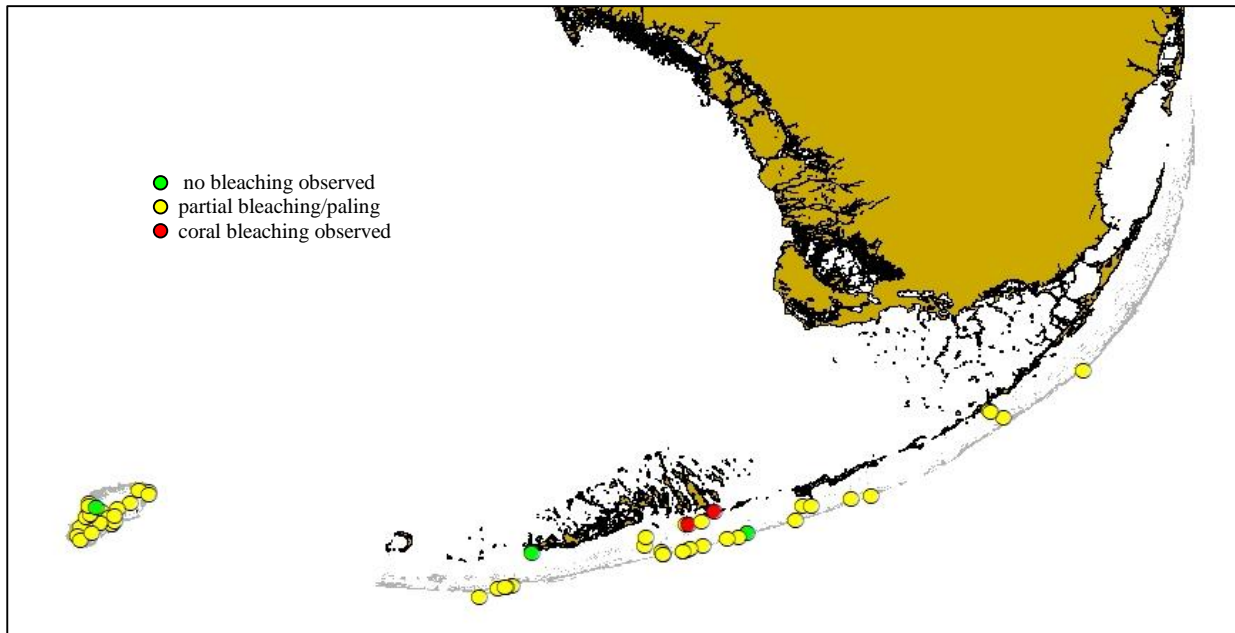 no bleaching observed
partial bleaching/paling
coral bleaching observed